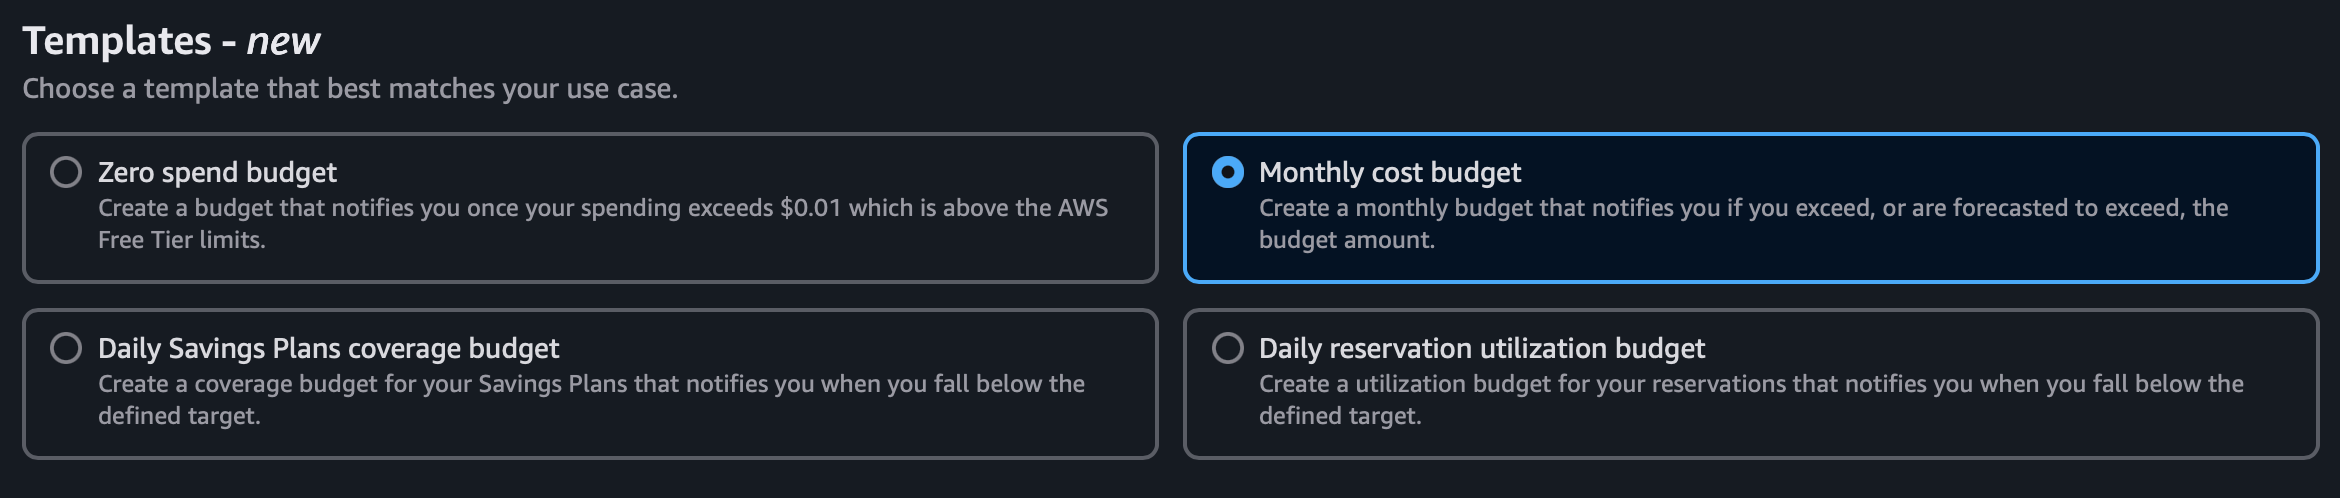 Templates - new
Choose a template that best matches your use case.
Zero spend budget
Create a budget that notifies you once your spending exceeds $0.01 which is above the AWS
Free Tier limits.
Monthly cost budget
Create a monthly budget that notifies you if you exceed, or are forecasted to exceed, the
budget amount.
Daily Savings Plans coverage budget
Create a coverage budget for your Savings Plans that notifies you when you fall below the
defined target.
Daily reservation utilization budget
Create a utilization budget for your reservations that notifies you when you fall below the
defined target.